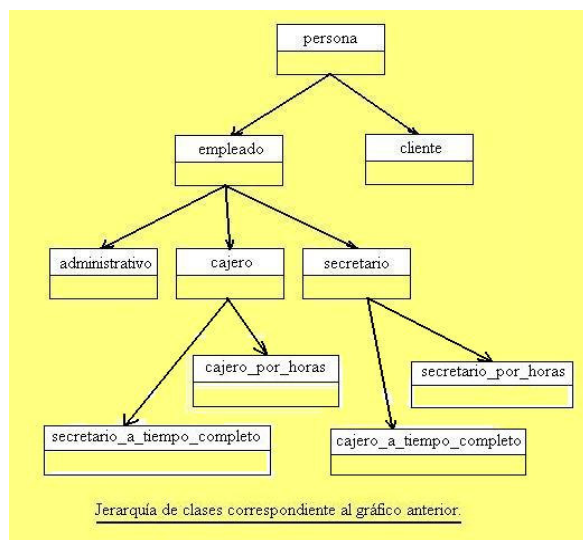 persona
empleado
cliente
administrativo
cajero
secretario
cajero_por_horas
secretario_por_horas
secretario_a_tiempo_completo
cajero_a_tiempo_completo
Jerarquía de clases correspondiente al gráfico anterior.